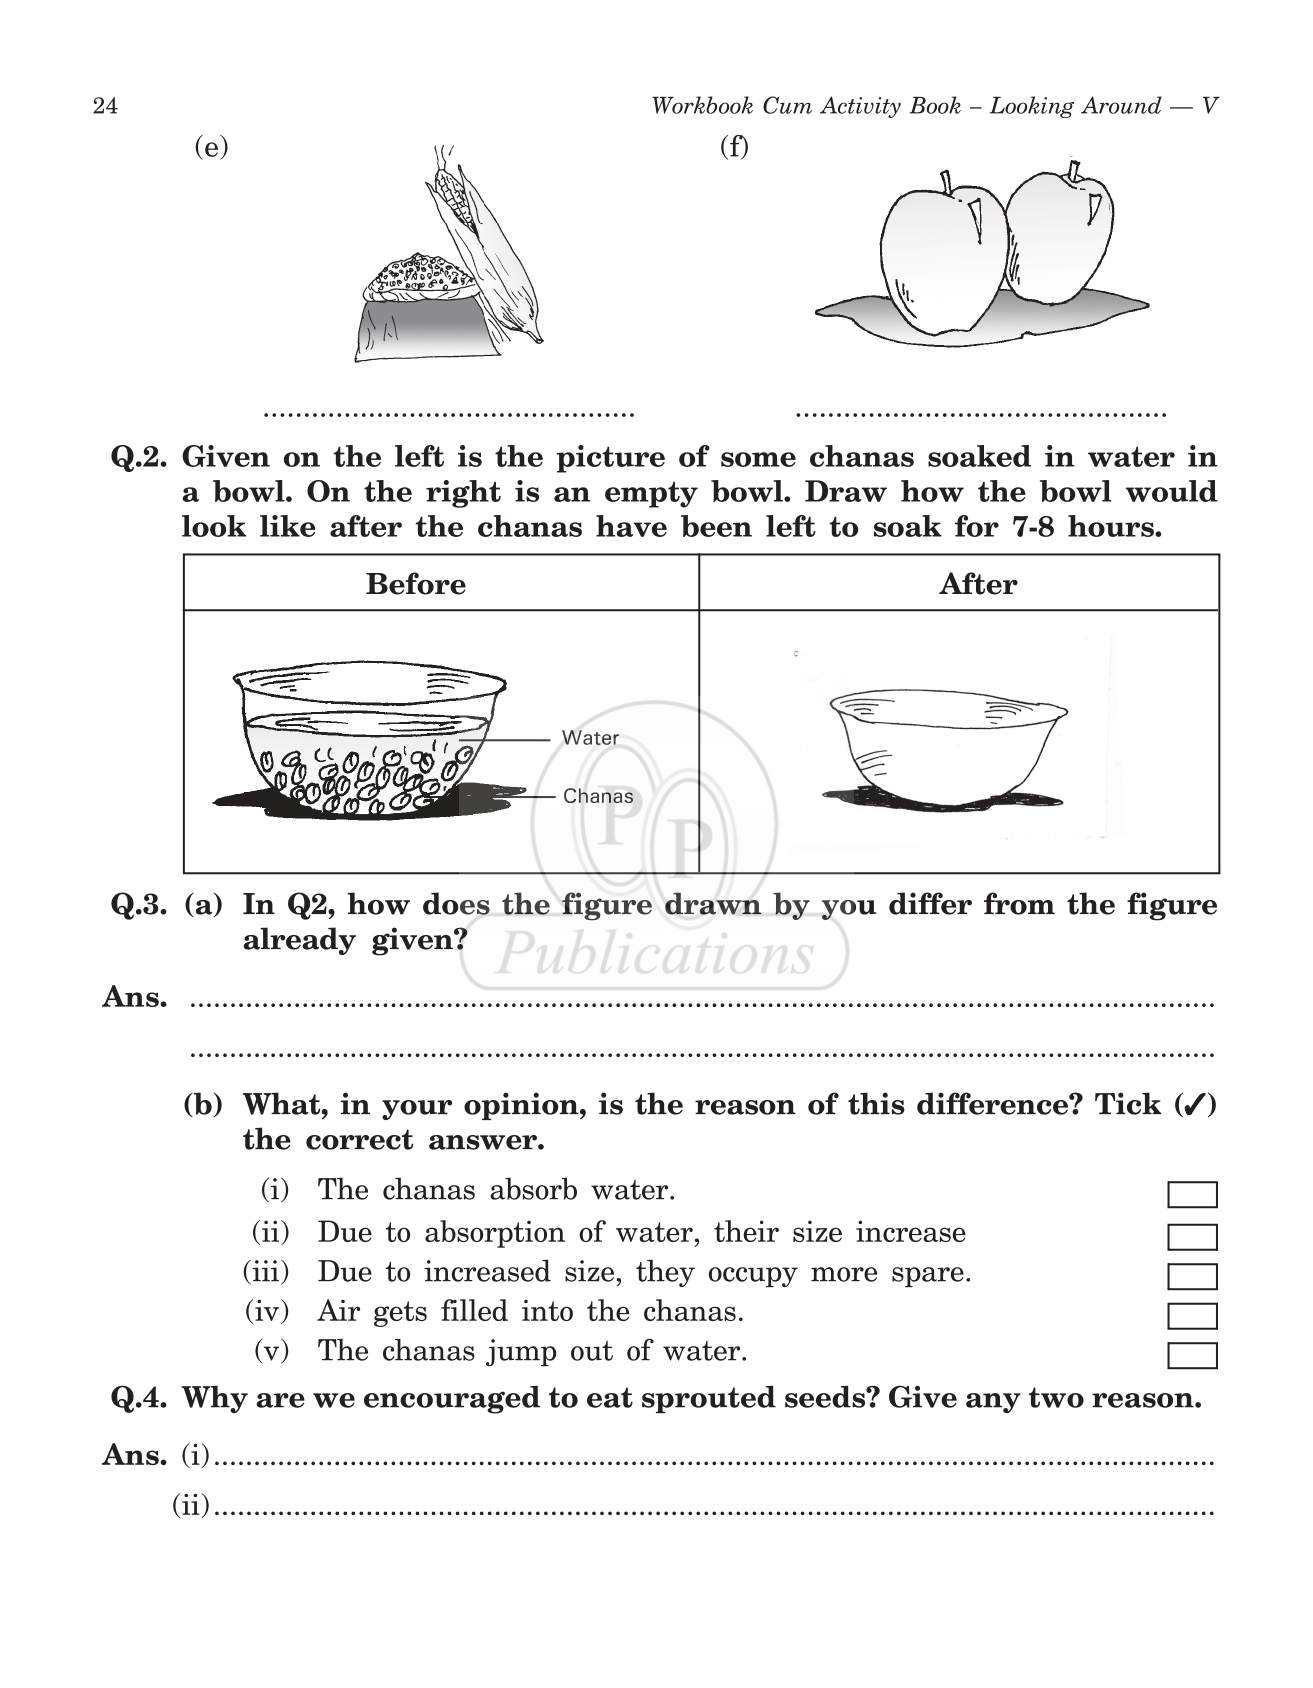 24 Workbook Cum Activity Book – Looking Around — V
(e) (f)
............................................... ...............................................
Q.2. Given on the left is the picture of some chanas soaked in water in
a bowl. On the right is an empty bowl. Draw how the bowl would
look like after the chanas have been left to soak for 7-8 hours.
Before After
Water
Chanas
PP
Publications
Q.3. (a) In Q2, how does the figure drawn by you differ from the figure
already given?
Ans. ................................................................................................................................
................................................................................................................................
(b) What, in your opinion, is the reason of this difference? Tick (✓)
the correct answer.
(i) The chanas absorb water.
(ii) Due to absorption of water, their size increase
(iii) Due to increased size, they occupy more spare.
(iv) Air gets filled into the chanas.
(v) The chanas jump out of water.
Q.4. Why are we encouraged to eat sprouted seeds? Give any two reason.
Ans. (i).............................................................................................................................
(ii).............................................................................................................................